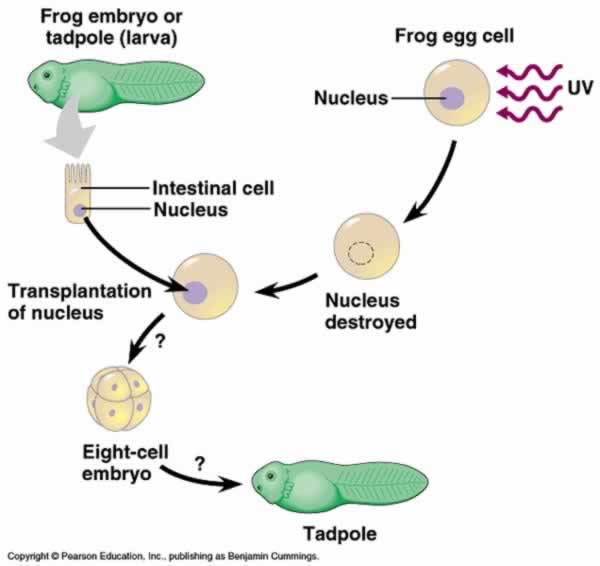 Frog embryo or
tadpole (larva)
Frog egg cell
UV
Nucleus
Intestinal cell
Nucleus
Transplantation
of nucleus
Nucleus
destroyed
?
Eight-cell
embryo
?
Tadpole
Copyright © Pearson Education, Inc., publishing as Benjamin Cummings.